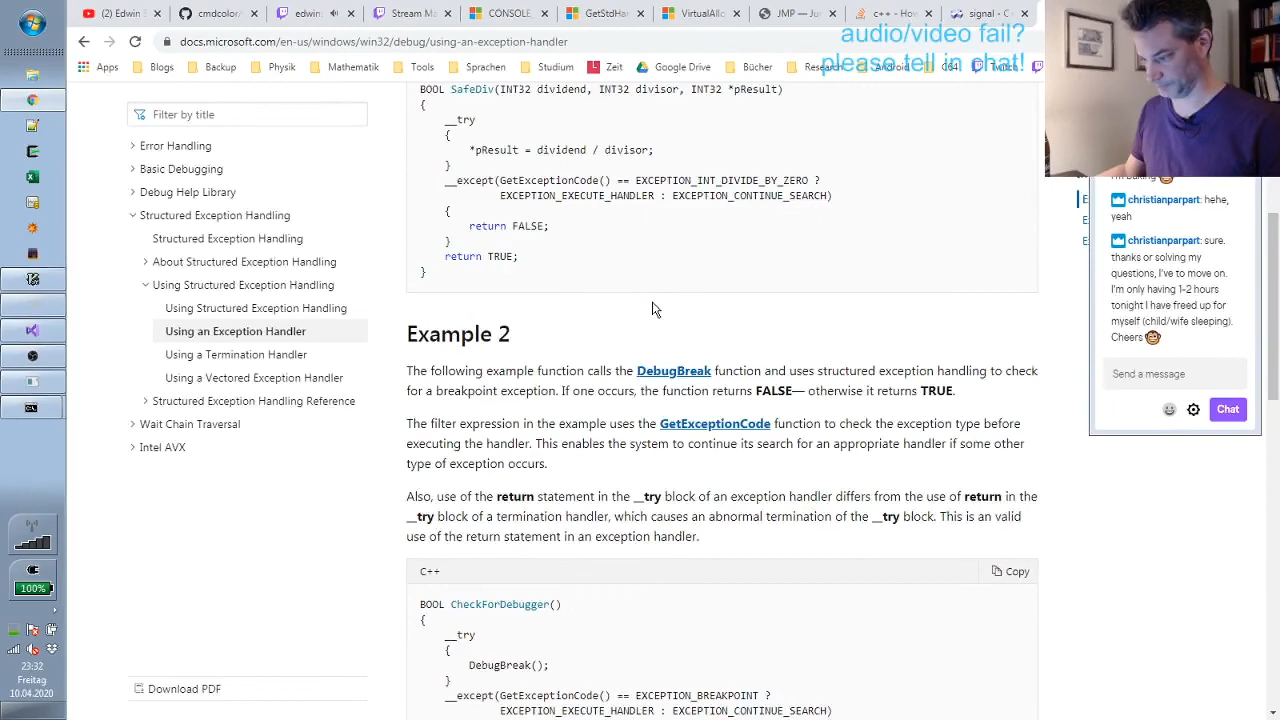 (1) Edwin S
cmdcolor/
edwin
Stream Ma
CONSOLE
GetStdHan
VirtualAllo
JMP — Ju
c++ - How
signal - C+
docs.microsoft.com/en-us/windows/win32/debug/using-an-exception-handler
audio/video fail?
please tell in chat!
Apps
Blogs
Backup
Physik
Mathematik
Tools
Sprachen
Studium
Zeit
Google Drive
Bücher
Research
Android
C64
Twitch
Filter by title
Error Handling
Basic Debugging
Debug Help Library
Structured Exception Handling
Structured Exception Handling
About Structured Exception Handling
Using Structured Exception Handling
Using Structured Exception Handling
Using an Exception Handler
Using a Termination Handler
Using a Vectored Exception Handler
Structured Exception Handling Reference
Wait Chain Traversal
Intel AVX
Download PDF
BOOL SafeDiv(INT32 dividend, INT32 divisor, INT32 *pResult)
{
__try
{
*pResult = dividend / divisor;
}
__except(GetExceptionCode() == EXCEPTION_INT_DIVIDE_BY_ZERO ?
EXCEPTION_EXECUTE_HANDLER : EXCEPTION_CONTINUE_SEARCH)
{
return FALSE;
}
return TRUE;
}
Example 2
The following example function calls the DebugBreak function and uses structured exception handling to check
for a breakpoint exception. If one occurs, the function returns FALSE— otherwise it returns TRUE.
The filter expression in the example uses the GetExceptionCode function to check the exception type before
executing the handler. This enables the system to continue its search for an appropriate handler if some other
type of exception occurs.
Also, use of the return statement in the __try block of an exception handler differs from the use of return in the
__try block of a termination handler, which causes an abnormal termination of the __try block. This is an valid
use of the return statement in an exception handler.
C++
Copy
BOOL CheckForDebugger()
{
__try
{
DebugBreak();
}
__except(GetExceptionCode() == EXCEPTION_BREAKPOINT ?
EXCEPTION_EXECUTE_HANDLER : EXCEPTION_CONTINUE_SEARCH)
christianparpart: hehe,
yeah
christianparpart: sure.
thanks or solving my
questions, I've to move on.
I'm only having 1-2 hours
tonight I have freed up for
myself (child/wife sleeping).
Cheers
Send a message
Chat
100%
23:32
Freitag
10.04.2020